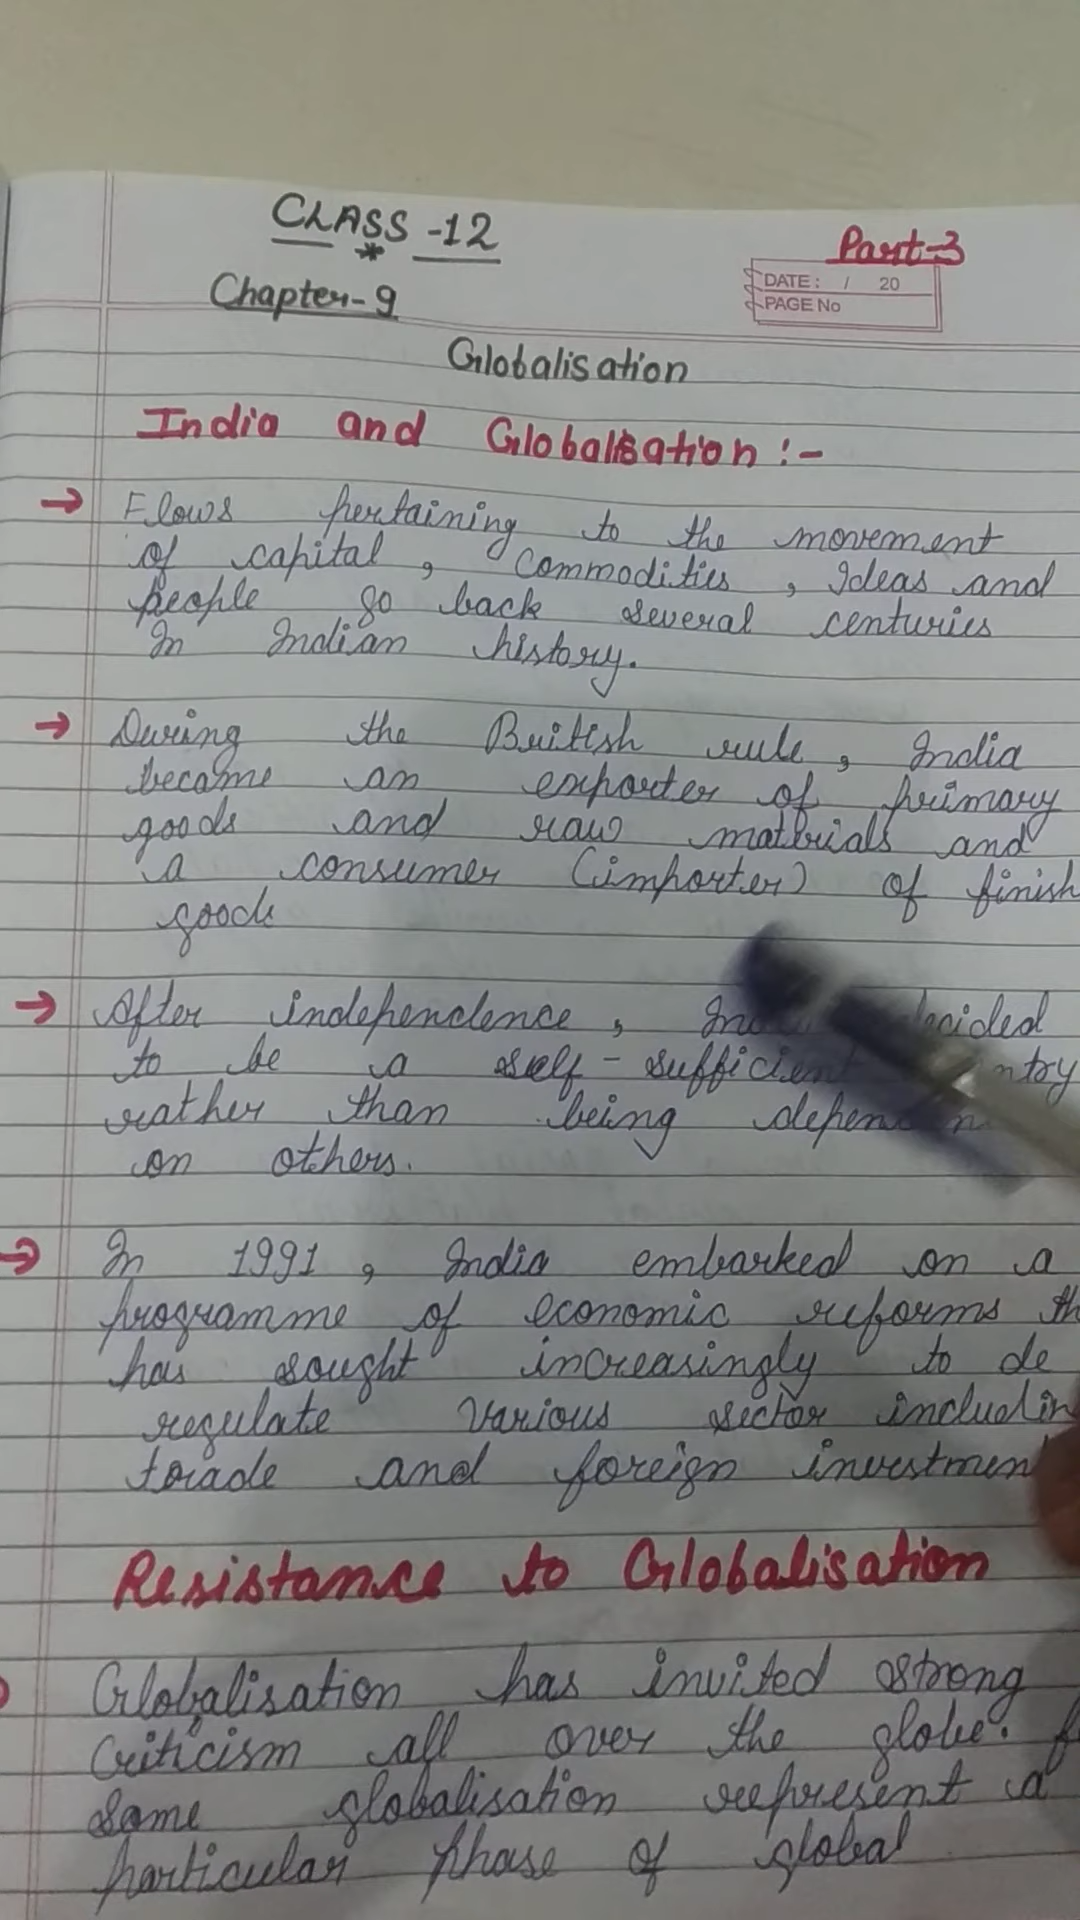 CLASS -12
Part-3
DATE: / 20
PAGE No
Chapter-9
Globalisation
India and Globalisation :-
→ Flows pertaining to the movement
of capital, Commodities, Ideas and
people go back several centuries
In Indian history.
→ During the British rule, India
became an exporter of primary
goods and raw materials and
a consumer (importer) of finish
goods
→ After independence, decided
to be a self-sufficient
rather than being
on others.
→ In 1991, India embarked on a
programme of economic reforms
has sought increasingly to de
regulate various sector includin
trade and foreign investmen
Resistance to Globalisation
Globalisation has invited strong
Criticism all over the globe.
Some globalisation represent a
particular phase of global